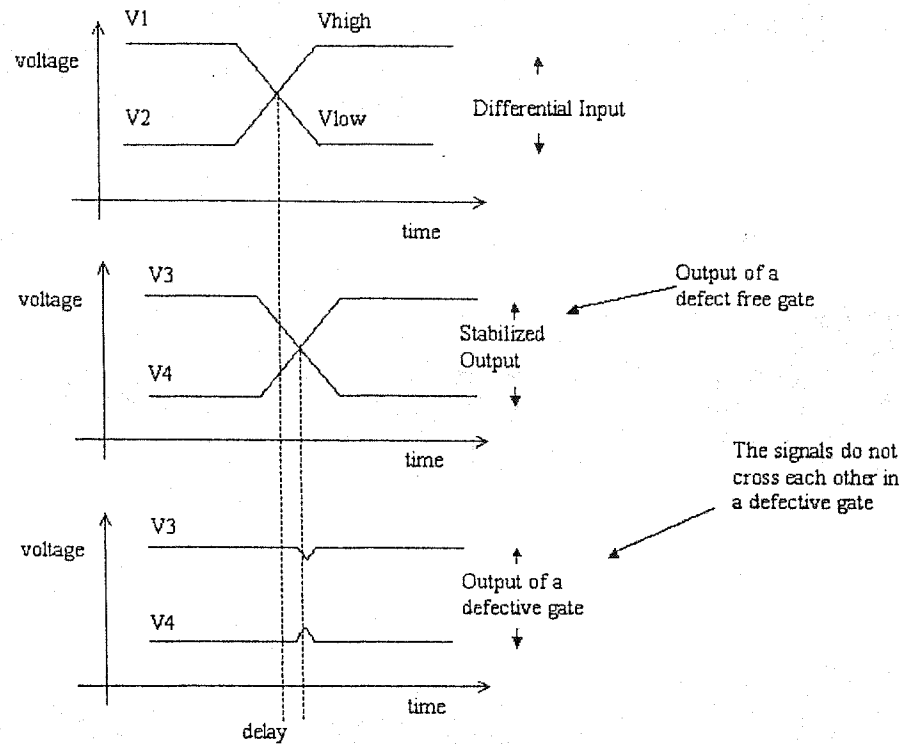 V1
Vhigh
voltage
V2
Vlow
Differential Input
time
V3
voltage
V4
Stabilized
Output
Output of a
defect free gate
time
The signals do not
cross each other in
a defective gate
V3
voltage
V4
Output of a
defective gate
time
delay